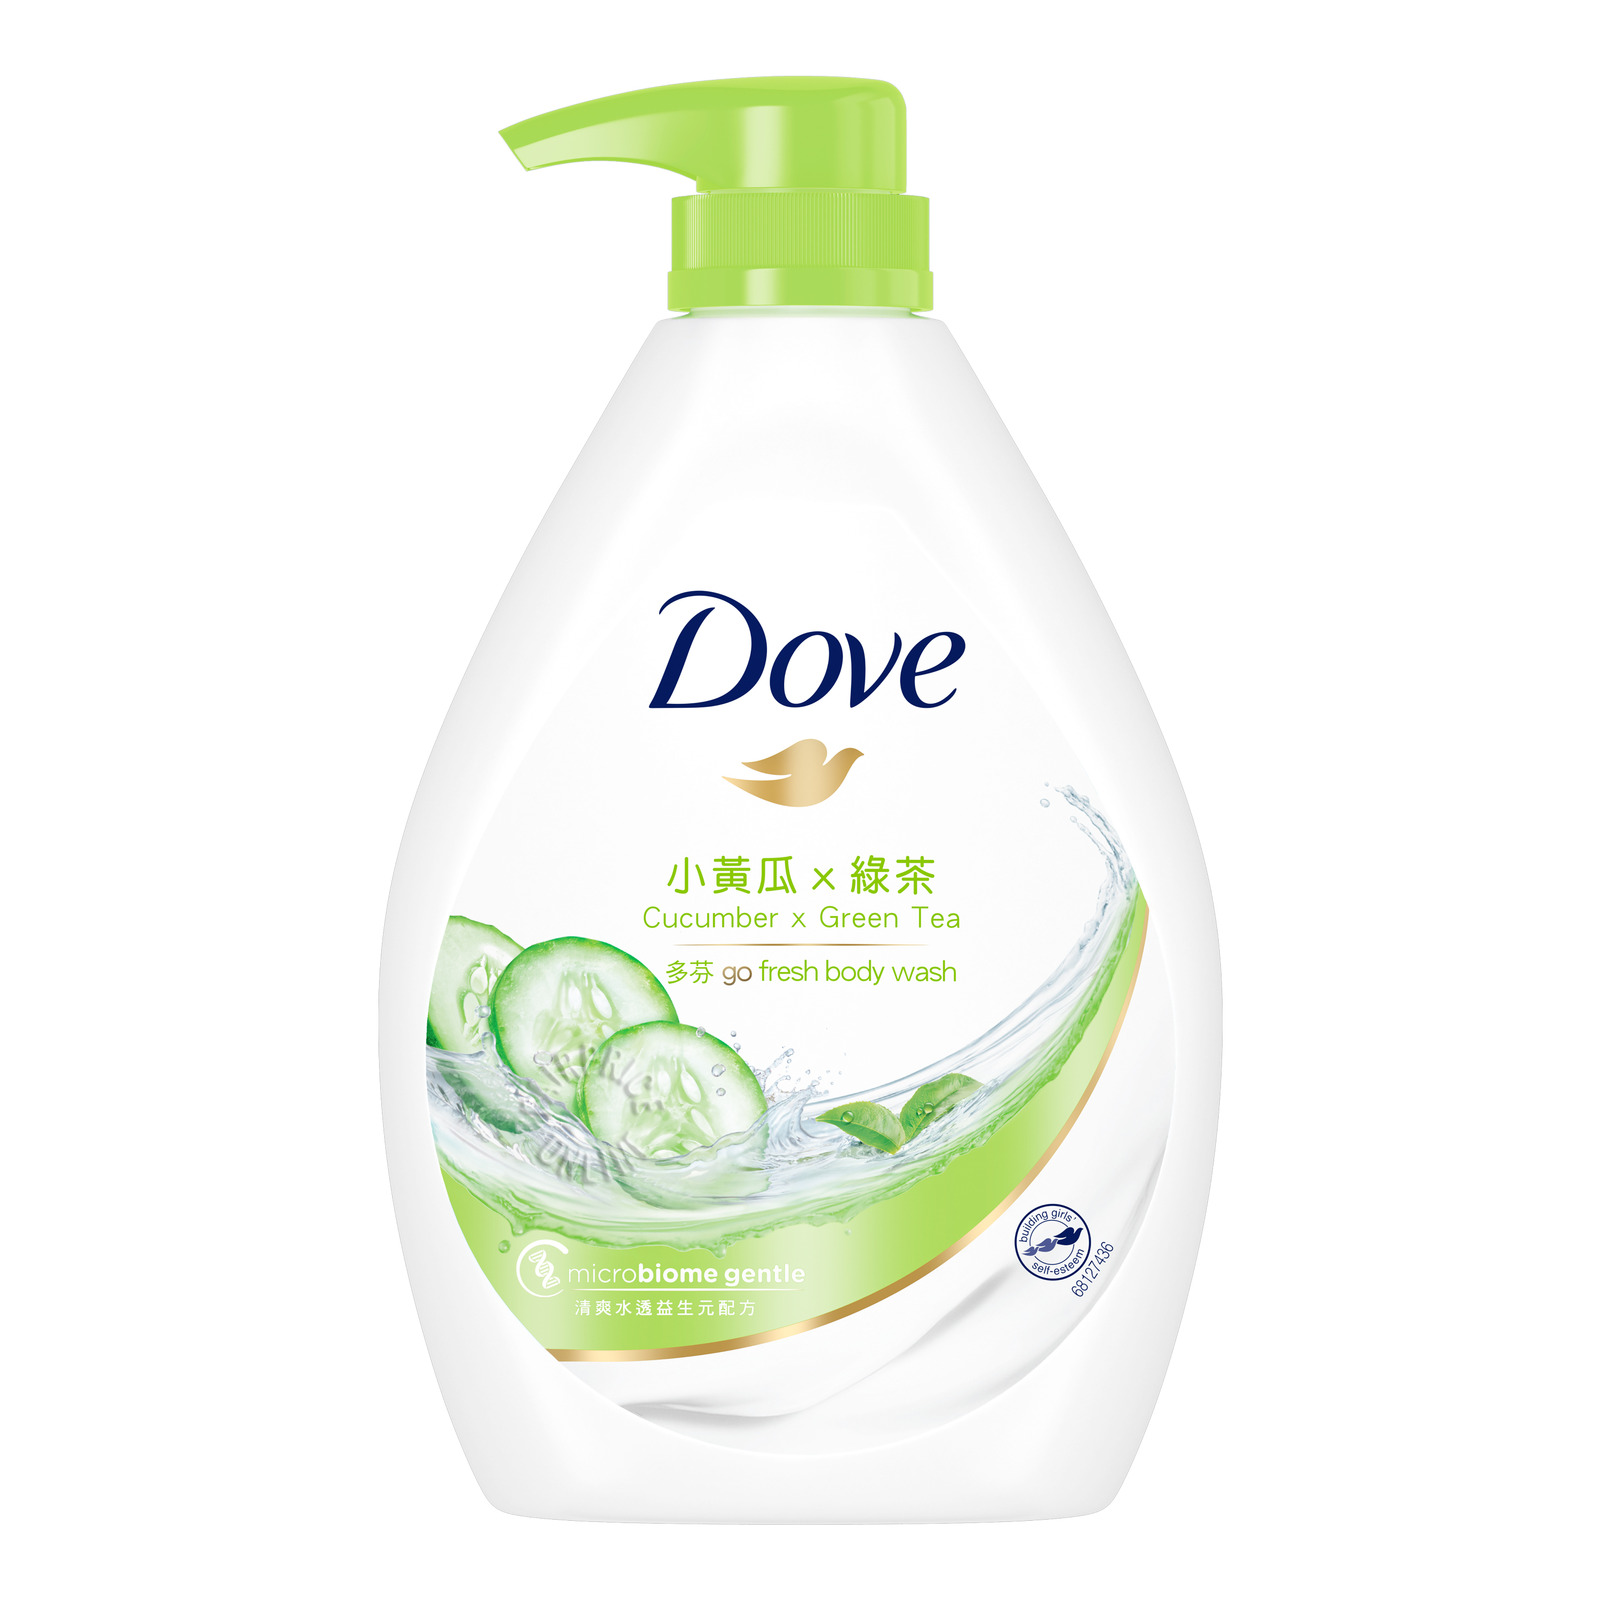 Dove
小黃瓜 x 綠茶
Cucumber x Green Tea
多芬 go fresh body wash
microbiome gentle
清爽水透益生元配方
building girls'
self-esteem
68127436